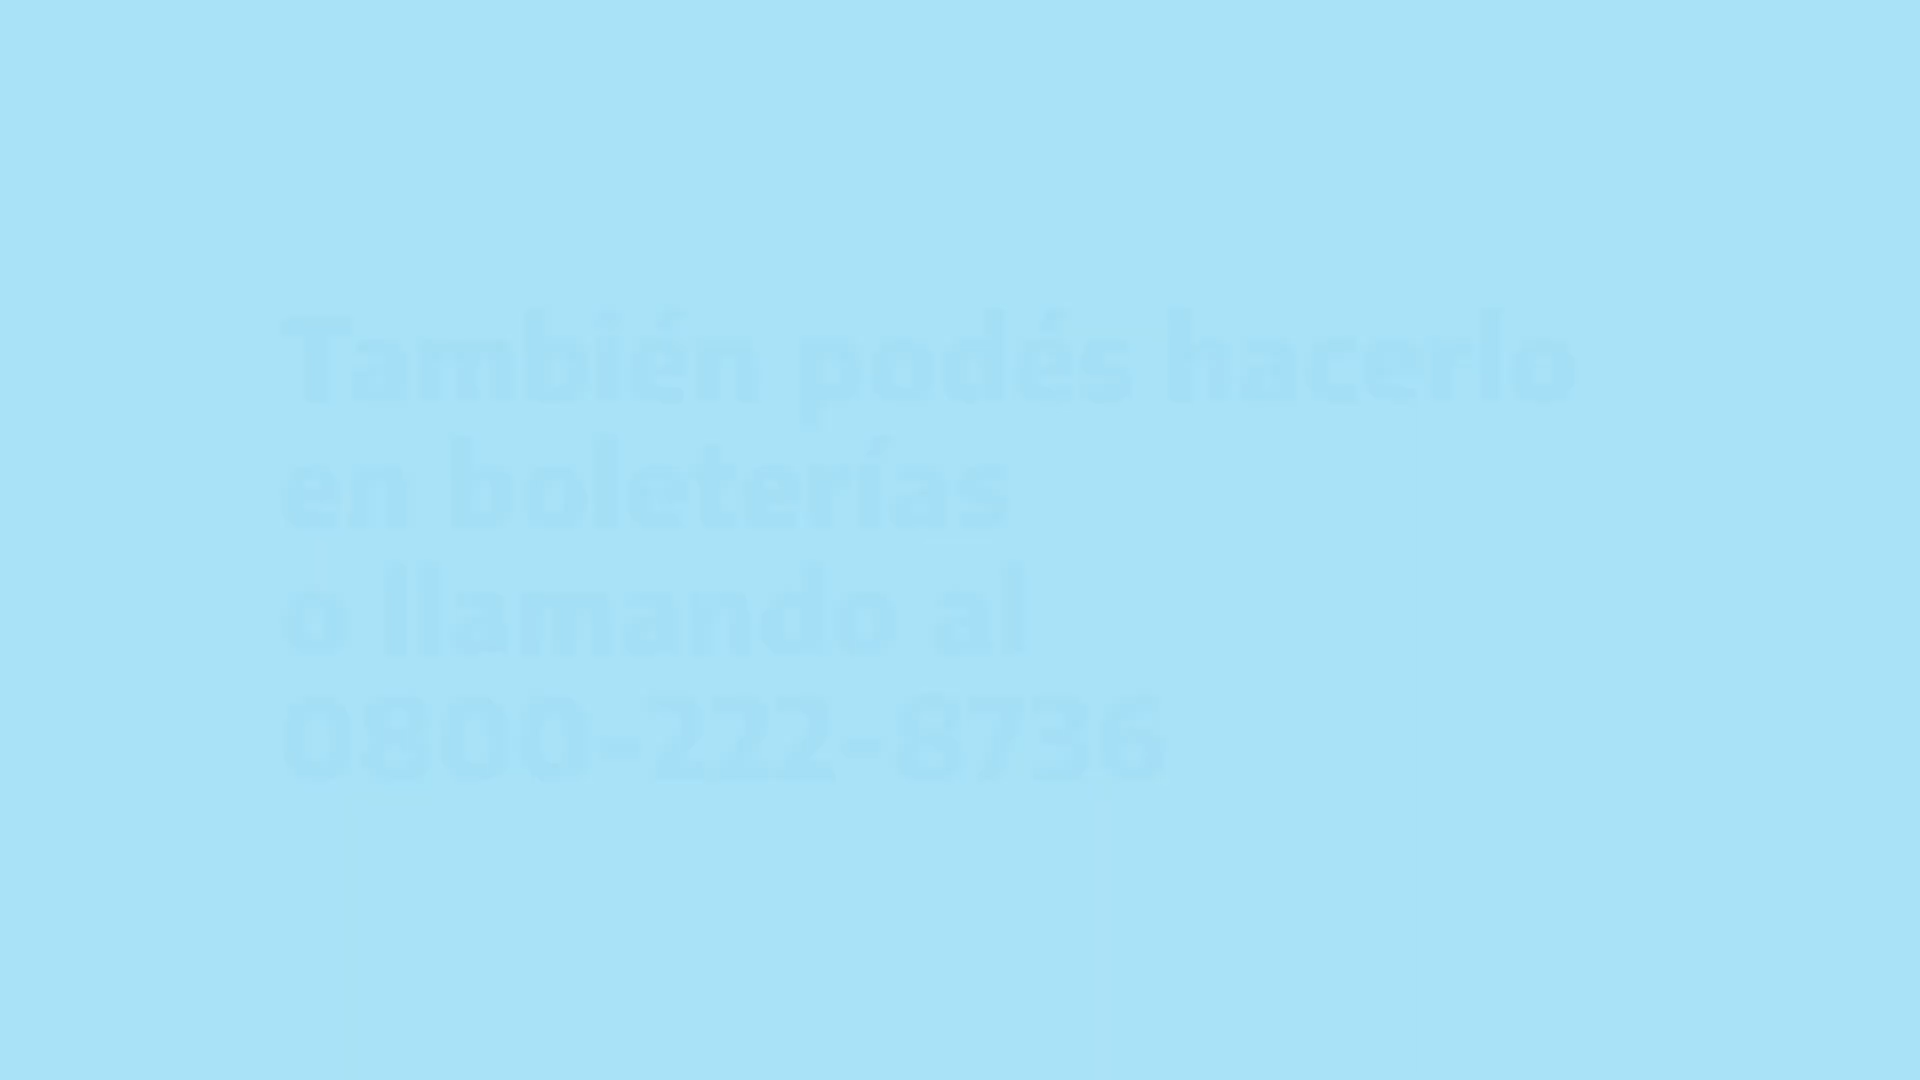 También podés hacerlo
en boleterías
o llamando al
0800-222-8736